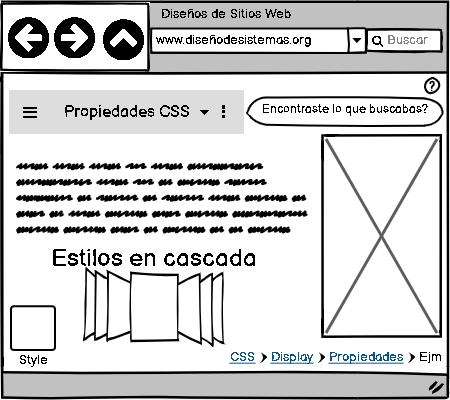 Diseños de Sitios Web
www.diseñodesistemas.org
Buscar
?
Propiedades CSS
Encontraste lo que buscabas?
Estilos en cascada
Style
CSS > Display > Propiedades > Ejm